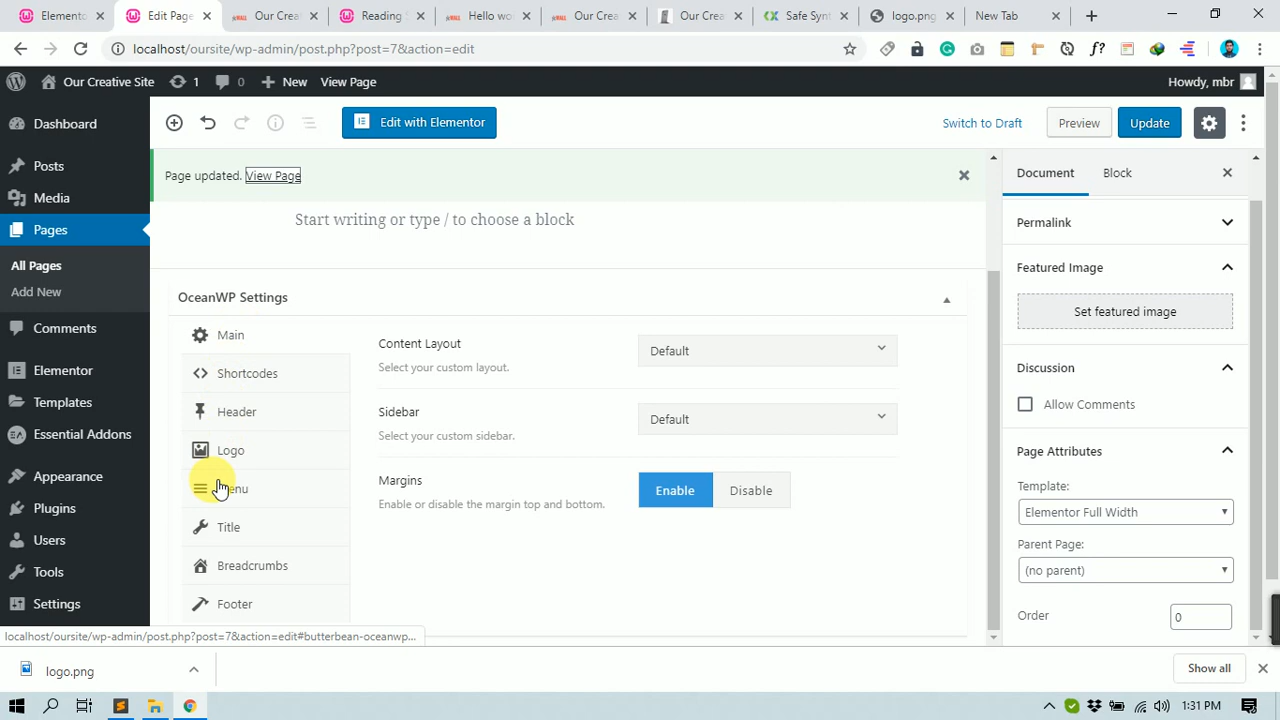 Elemento
Edit Page
Our Crea
Reading S
Hello wo
Our Crea
Our Crea
Safe Syn
logo.png
New Tab
localhost/oursite/wp-admin/post.php?post=7&action=edit
Our Creative Site
1
0
New
View Page
Howdy, mbr
Dashboard
Posts
Media
Pages
All Pages
Add New
Comments
Elementor
Templates
Essential Addons
Appearance
Plugins
Users
Tools
Settings
Edit with Elementor
Switch to Draft
Preview
Update
Page updated. View Page
Start writing or type / to choose a block
OceanWP Settings
Main
Shortcodes
Header
Logo
Title
Breadcrumbs
Footer
Content Layout
Select your custom layout.
Default
Sidebar
Select your custom sidebar.
Default
Margins
Enable or disable the margin top and bottom.
Enable
Disable
Document
Block
Permalink
Featured Image
Set featured image
Discussion
Allow Comments
Page Attributes
Template:
Elementor Full Width
Parent Page:
(no parent)
Order
0
localhost/oursite/wp-admin/post.php?post=7&action=edit#butterbean-oceanwp...
logo.png
Show all
1:31 PM